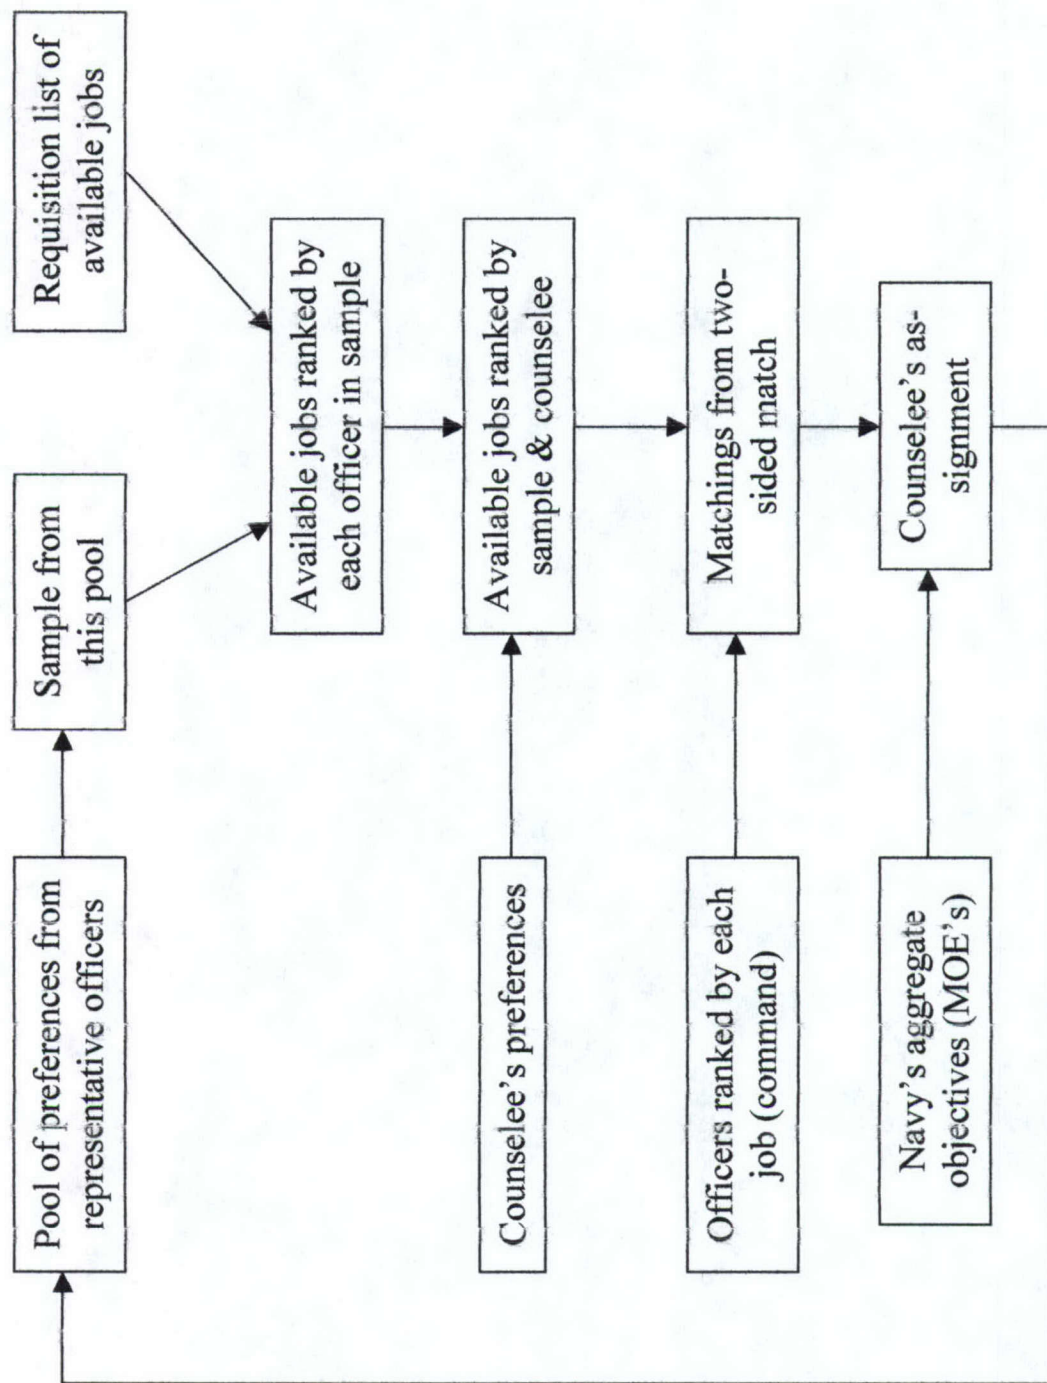 Pool of preferences from
representative officers
Sample from
this pool
Requisition list of
available jobs
Available jobs ranked by
each officer in sample
Counselee's preferences
Available jobs ranked by
sample & counselee
Officers ranked by each
job (command)
Matchings from two-
sided match
Navy's aggregate
objectives (MOE's)
Counselee's as-
signment